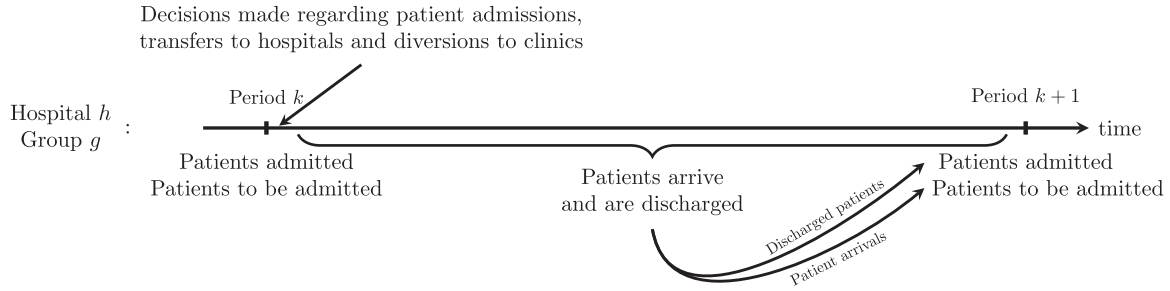 Decisions made regarding patient admissions,
transfers to hospitals and diversions to clinics
Period k
Period k + 1
Hospital h
Group g :
time
Patients admitted
Patients to be admitted
Patients arrive
and are discharged
Patients admitted
Patients to be admitted
Discharged patients
Patient arrivals